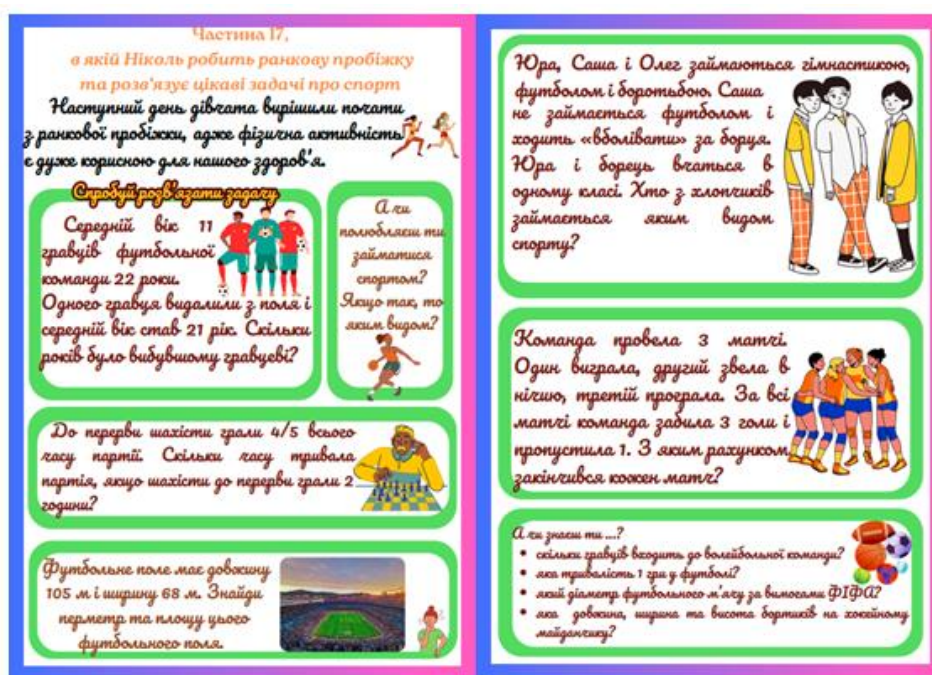 Частина 17,
в якій Ніколь робить ранкову пробіжку
та розв'язує цікаві задачі про спорт
Наступний день дівчата вирішили почати
з ранкової пробіжки, адже фізична активність
є дуже корисною для нашого здоров'я.
Спробуй розв'язати задачу
Середній вік 11
гравців футбольної
команди 22 роки.
Одного гравця видалили з поля і
середній вік став 21 рік. Скільки
років було вибувшому гравцеві?
А чи
полюбляєш ти
займатися
спортом?
Якщо так, то
яким видом?
До перерви шахісти грали 4/5 всього
часу партії. Скільки часу тривала
партія, якщо шахісти до перерви грали 2
години?
Футбольне поле має довжину
105 м і ширину 68 м. Знайди
перметр та площу цього
футбольного поля.
Юра, Саша і Олег займаються гімнастикою,
футболом і боротьбою. Саша
не займається футболом і
ходить «вболівати» за борця.
Юра і борець вчаться в
одному класі. Хто з хлопчиків
займається яким видом
спорту?
Команда провела 3 матчі.
Один виграла, другий звела в
нічию, третій програла. За всі
матчі команда забила 3 голи і
пропустила 1. З яким рахунком
закінчився кожен матч?
А чи знаєш ти ...?
• скільки гравців входить до волейбольної команди?
• яка тривалість 1 гри у футболі?
• який діаметр футбольного м'ячу за вимогами ФІФА?
• яка довжина, ширина та висота бортиків на хокейному
майданчику?